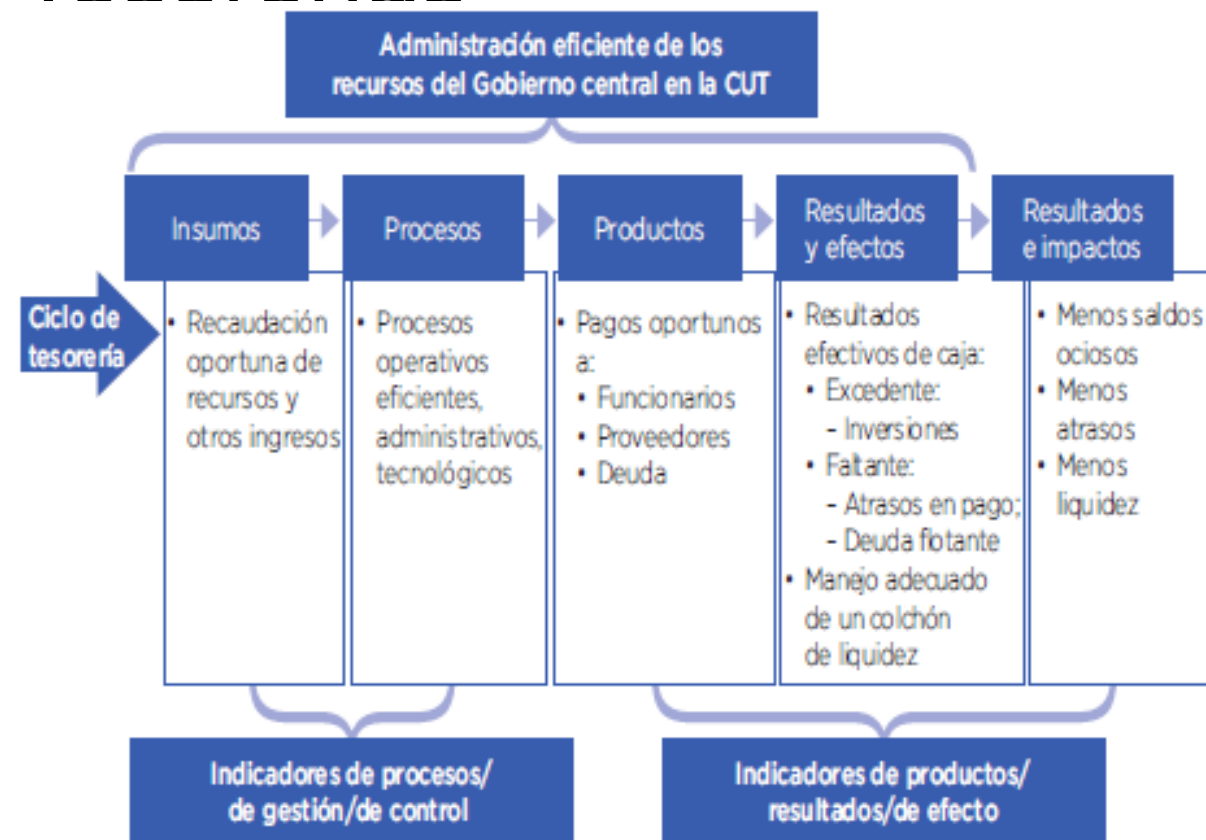 Administración eficiente de los
recursos del Gobierno central en la CUT
Insumos
Procesos
Productos
Resultados
y efectos
Resultados
e impactos
Ciclo de
tesorería
• Recaudación
oportuna de
recursos y
otros ingresos
• Procesos
operativos
eficientes,
administrativos,
tecnológicos
• Pagos oportunos
a:
• Funcionarios
• Proveedores
• Deuda
• Resultados
efectivos de caja:
• Excedente:
- Inversiones
• Faltante:
- Atrasos en pago;
- Deuda flotante
• Manejo adecuado
de un colchón
de liquidez
• Menos saldos
ociosos
• Menos
atrasos
• Menos
liquidez
Indicadores de procesos/
de gestión/de control
Indicadores de productos/
resultados/de efecto